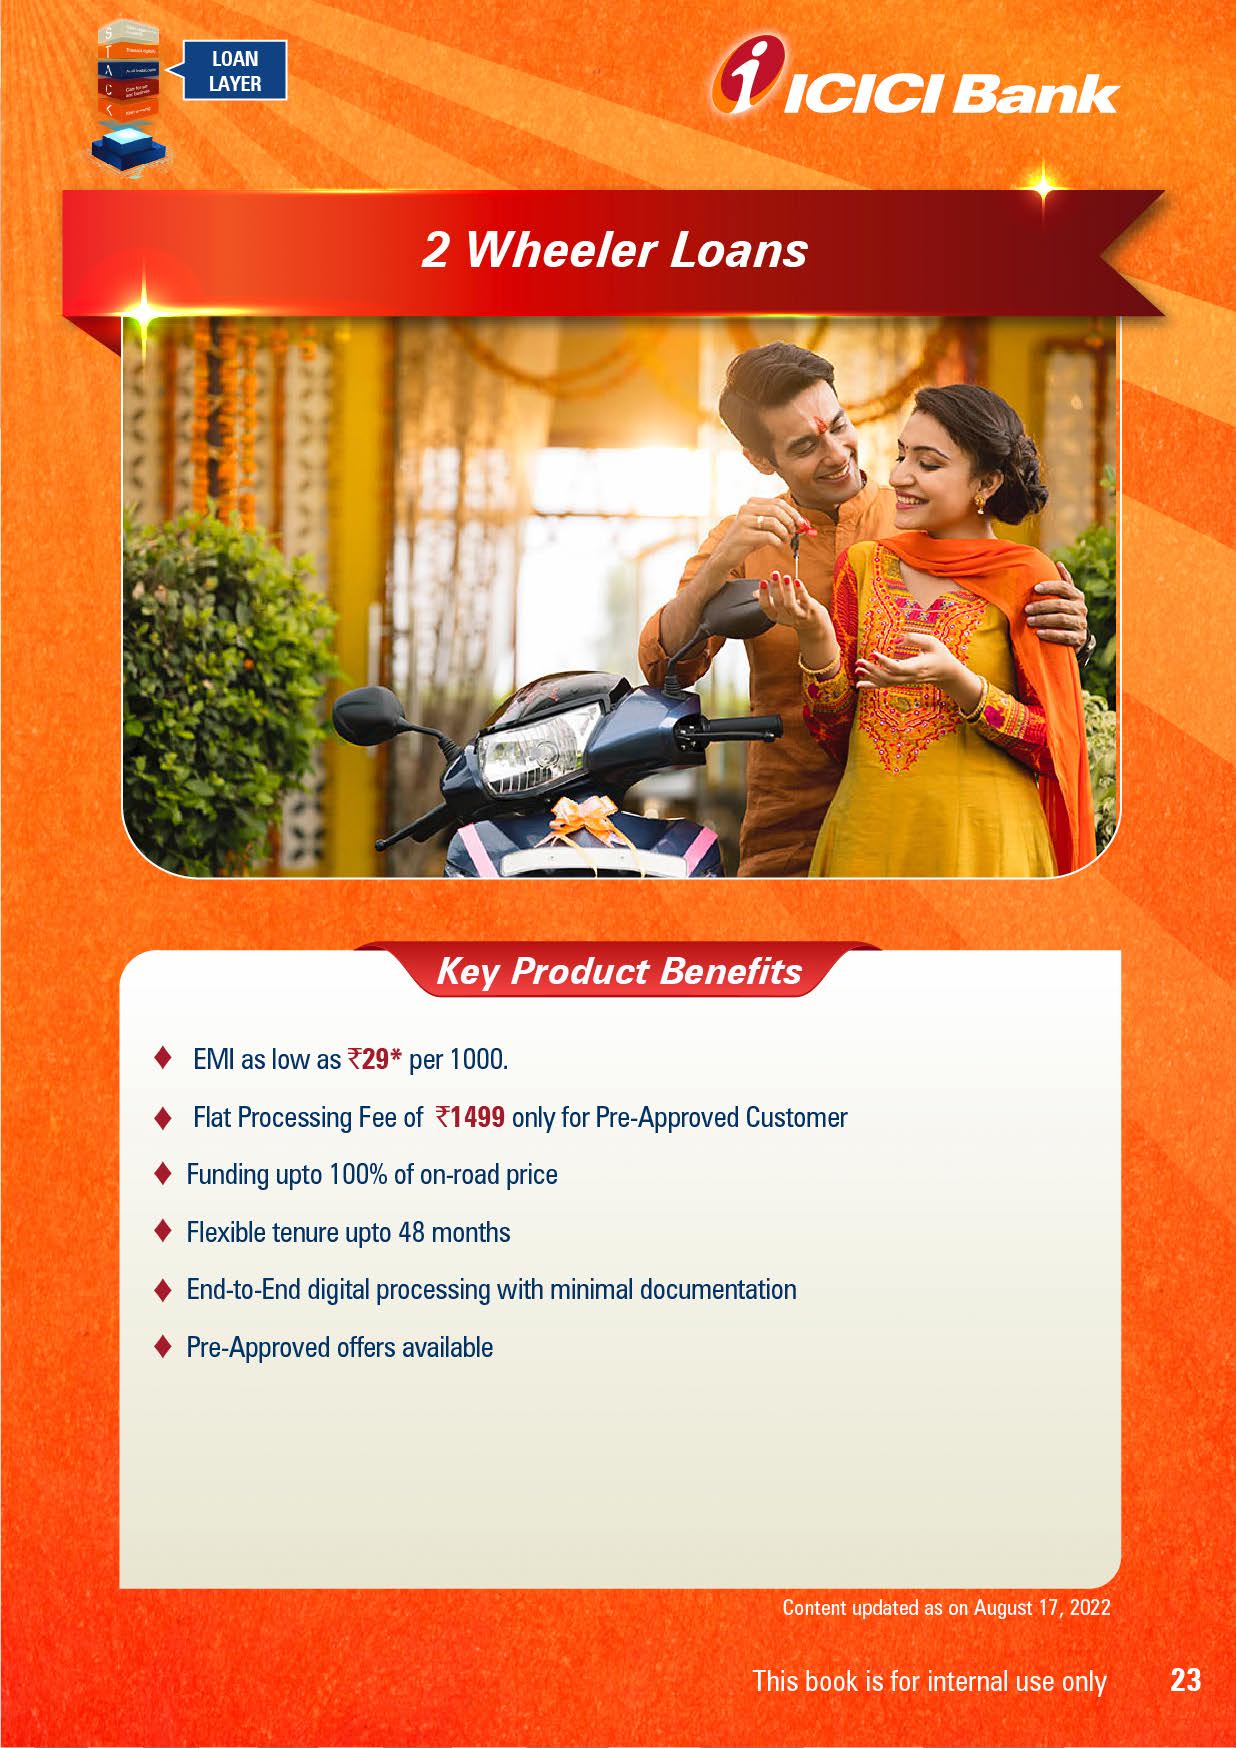 S
T
A
C
K
LOAN
LAYER
ICICI Bank
2 Wheeler Loans
Key Product Benefits
EMI as low as ₹29* per 1000.
Flat Processing Fee of ₹1499 only for Pre-Approved Customer
Funding upto 100% of on-road price
Flexible tenure upto 48 months
End-to-End digital processing with minimal documentation
Pre-Approved offers available
Content updated as on August 17, 2022
This book is for internal use only 23